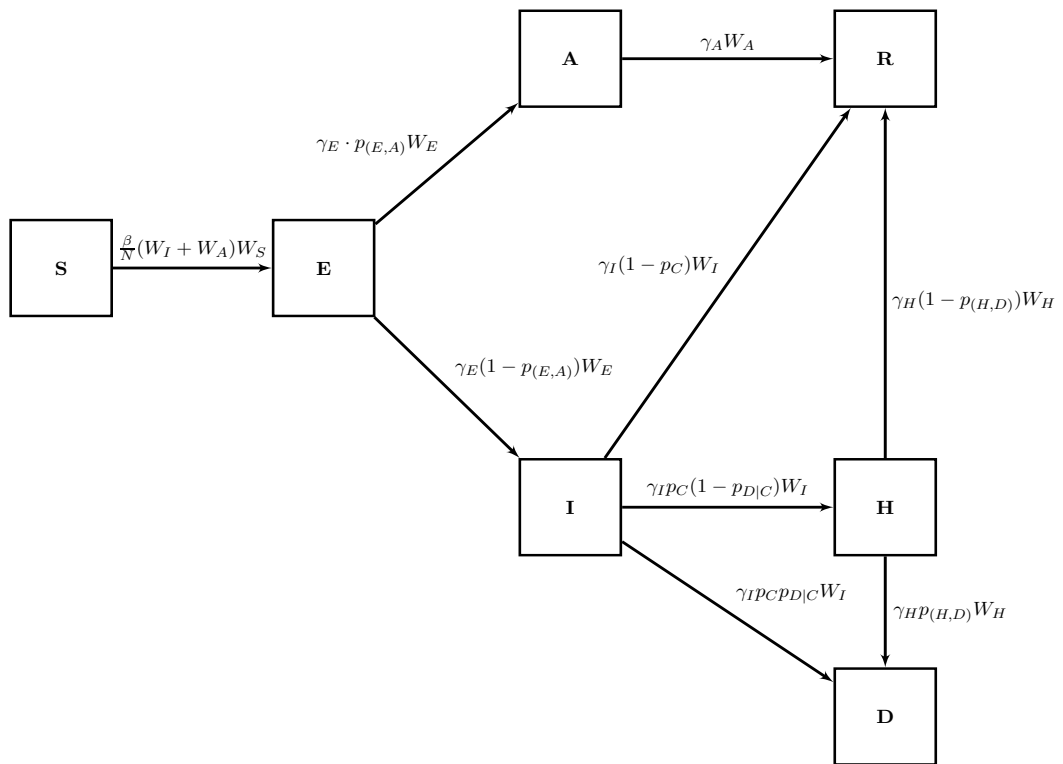 A
γ_A W_A
R
γ_E · p_(E,A) W_E
S
β/N (W_I + W_A)W_S
E
γ_I(1 − p_C)W_I
γ_H(1 − p_(H,D))W_H
γ_E(1 − p_(E,A))W_E
I
γ_I p_C(1 − p_D|C)W_I
H
γ_I p_C p_D|C W_I
γ_H p_(H,D) W_H
D